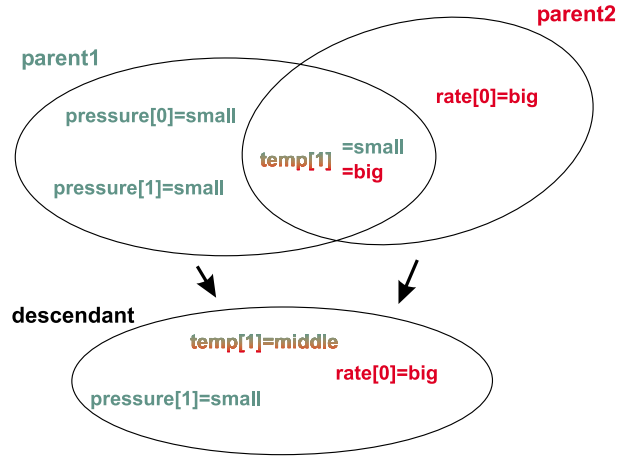 parent2
parent1
rate[0]=big
pressure[0]=small
temp[1] =small
=big
pressure[1]=small
descendant
temp[1]=middle
rate[0]=big
pressure[1]=small